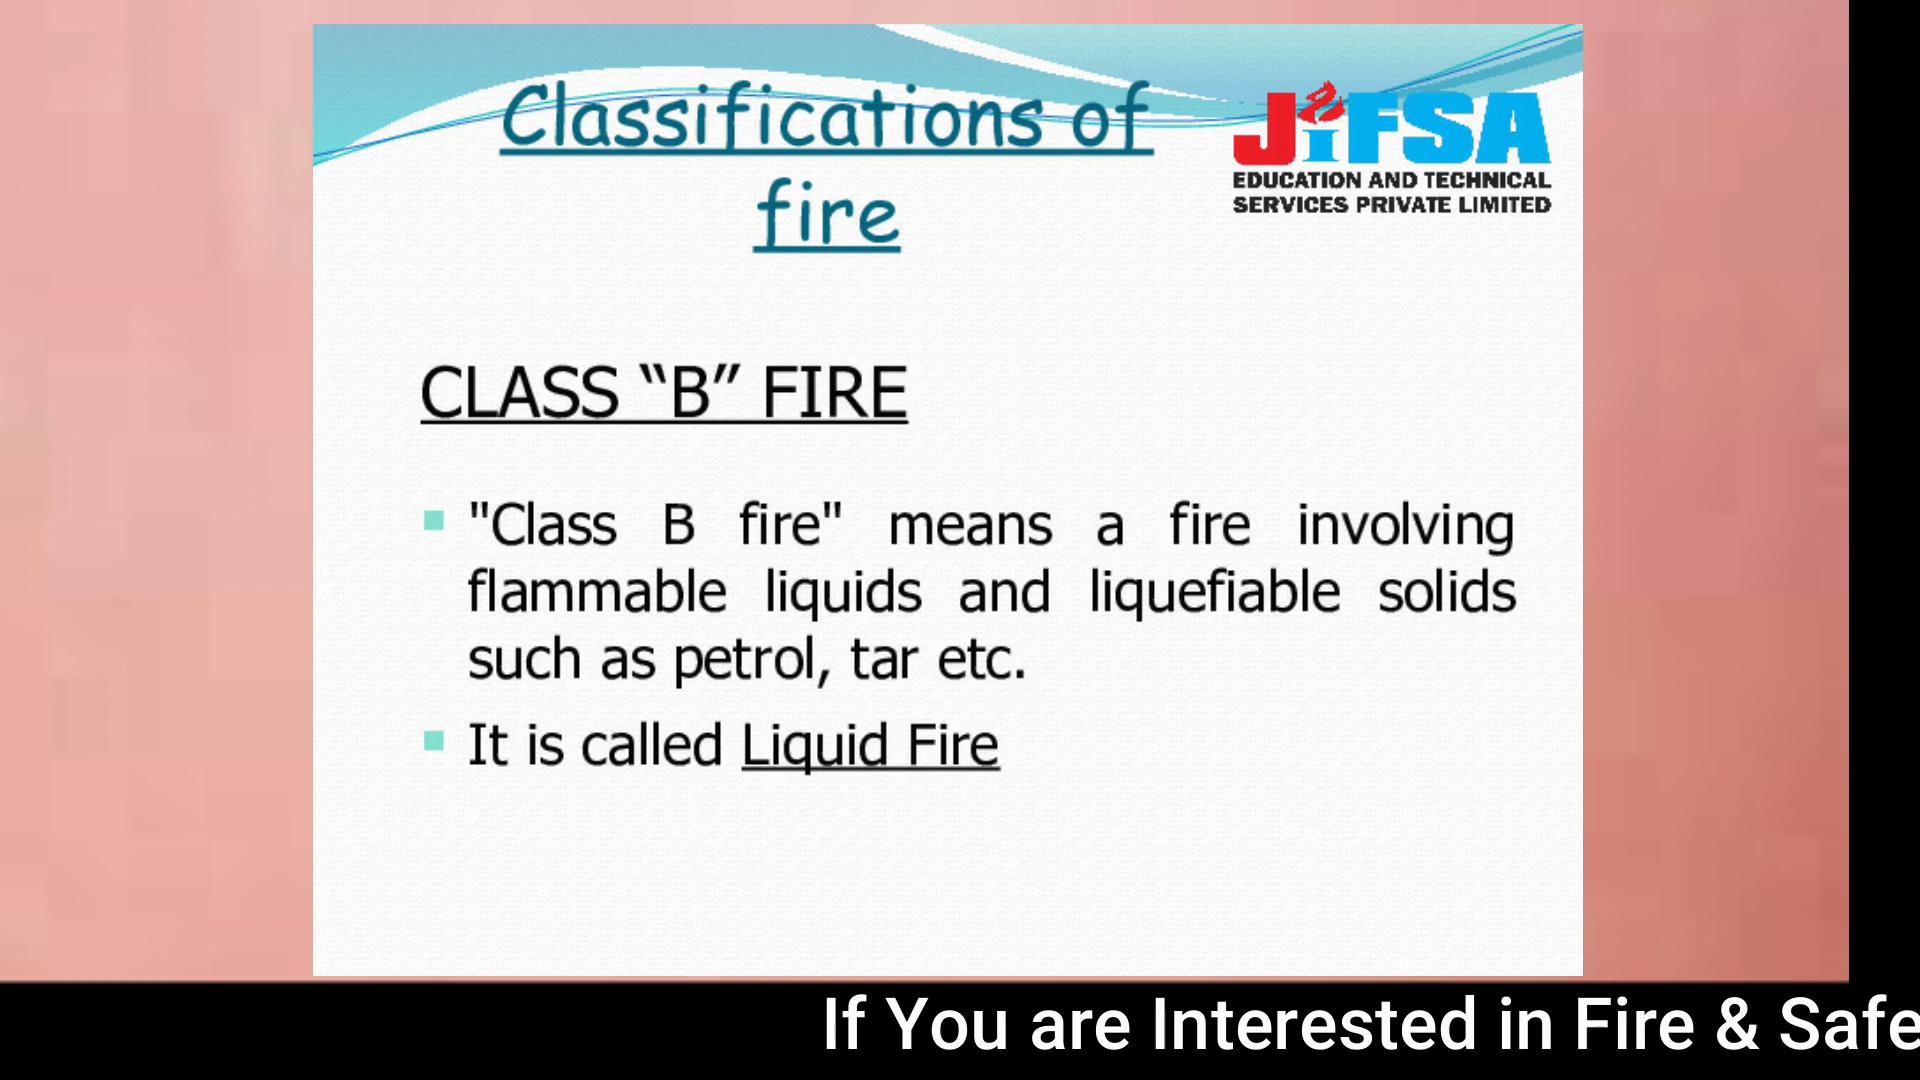 Classifications of
fire
JiFSA
EDUCATION AND TECHNICAL
SERVICES PRIVATE LIMITED
CLASS “B” FIRE
"Class B fire" means a fire involving
flammable liquids and liquefiable solids
such as petrol, tar etc.
It is called Liquid Fire
If You are Interested in Fire & Safe